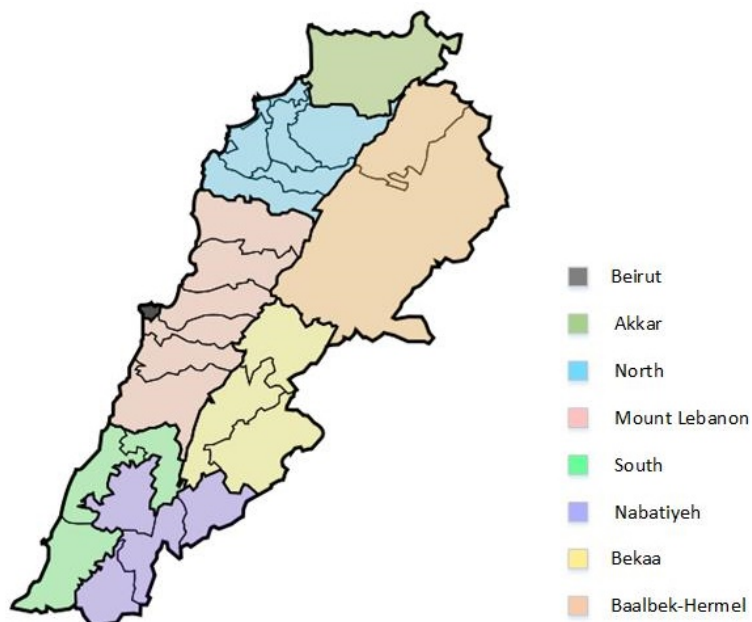 Beirut
Akkar
North
Mount Lebanon
South
Nabatiyeh
Bekaa
Baalbek-Hermel